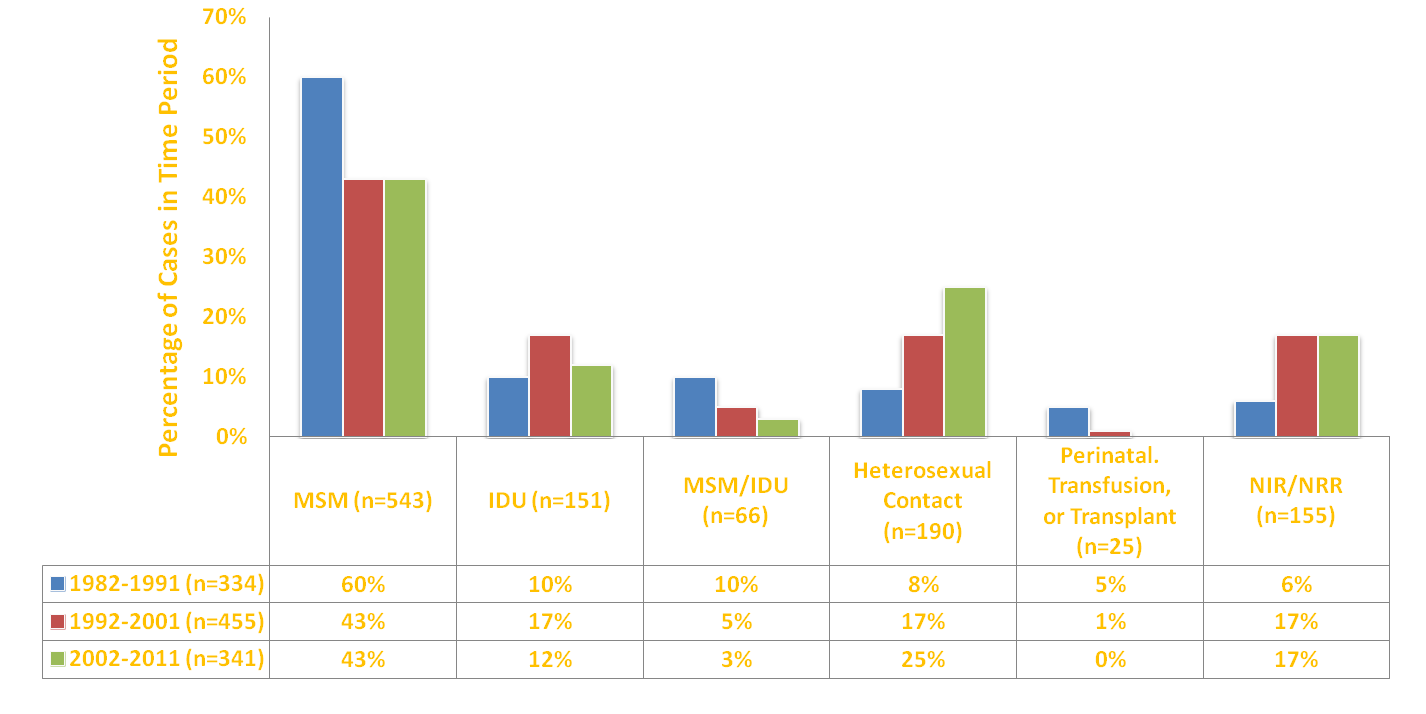 70%
60%
50%
40%
30%
20%
10%
0%
Percentage of Cases in Time Period
MSM (n=543)
IDU (n=151)
MSM/IDU
(n=66)
Heterosexual
Contact
(n=190)
Perinatal.
Transfusion,
or Transplant
(n=25)
NIR/NRR
(n=155)
1982-1991 (n=334) 60% 10% 10% 8% 5% 6%
1992-2001 (n=455) 43% 17% 5% 17% 1% 17%
2002-2011 (n=341) 43% 12% 3% 25% 0% 17%